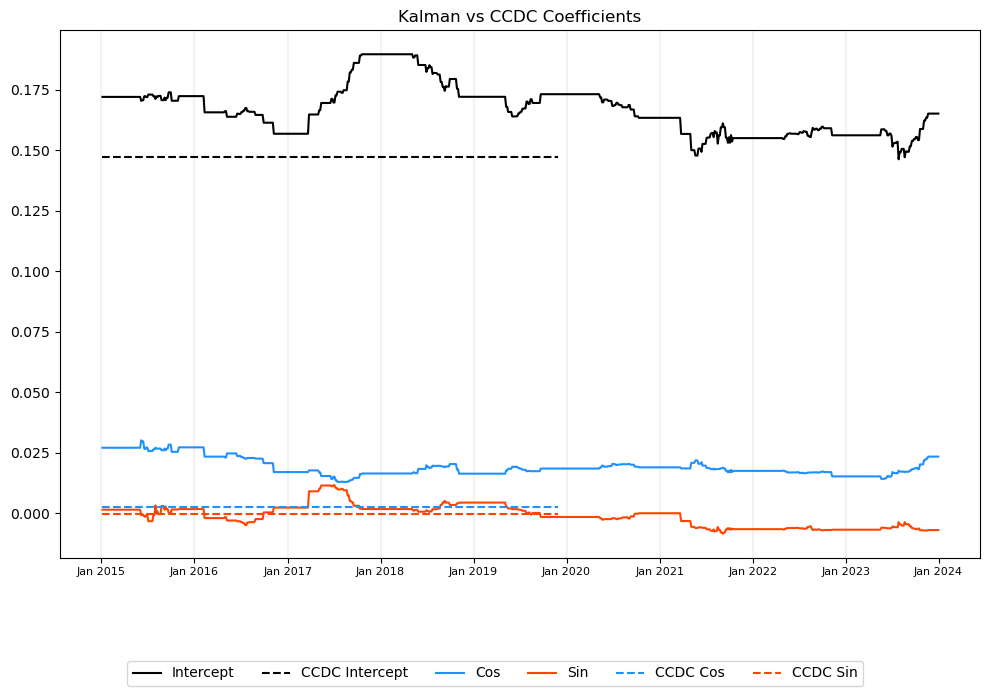 Kalman vs CCDC Coefficients
0.175
0.150
0.125
0.100
0.075
0.050
0.025
0.000
Jan 2015 Jan 2016 Jan 2017 Jan 2018 Jan 2019 Jan 2020 Jan 2021 Jan 2022 Jan 2023 Jan 2024
Intercept CCDC Intercept Cos Sin CCDC Cos CCDC Sin